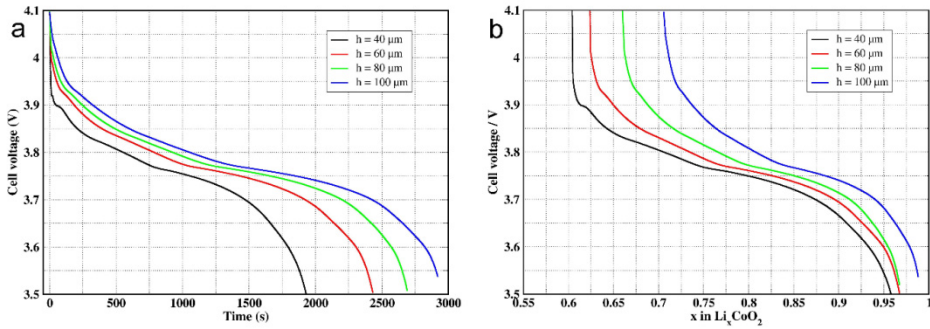 a
4.1
4
3.9
3.8
3.7
3.6
3.5
Cell voltage (V)
0 500 1000 1500 2000 2500 3000
Time (s)
h = 40 μm
h = 60 μm
h = 80 μm
h = 100 μm
b
4.1
4
3.9
3.8
3.7
3.6
3.5
Cell voltage / V
0.55 0.6 0.65 0.7 0.75 0.8 0.85 0.9 0.95 1
x in LiₓCoO₂
h = 40 μm
h = 60 μm
h = 80 μm
h = 100 μm